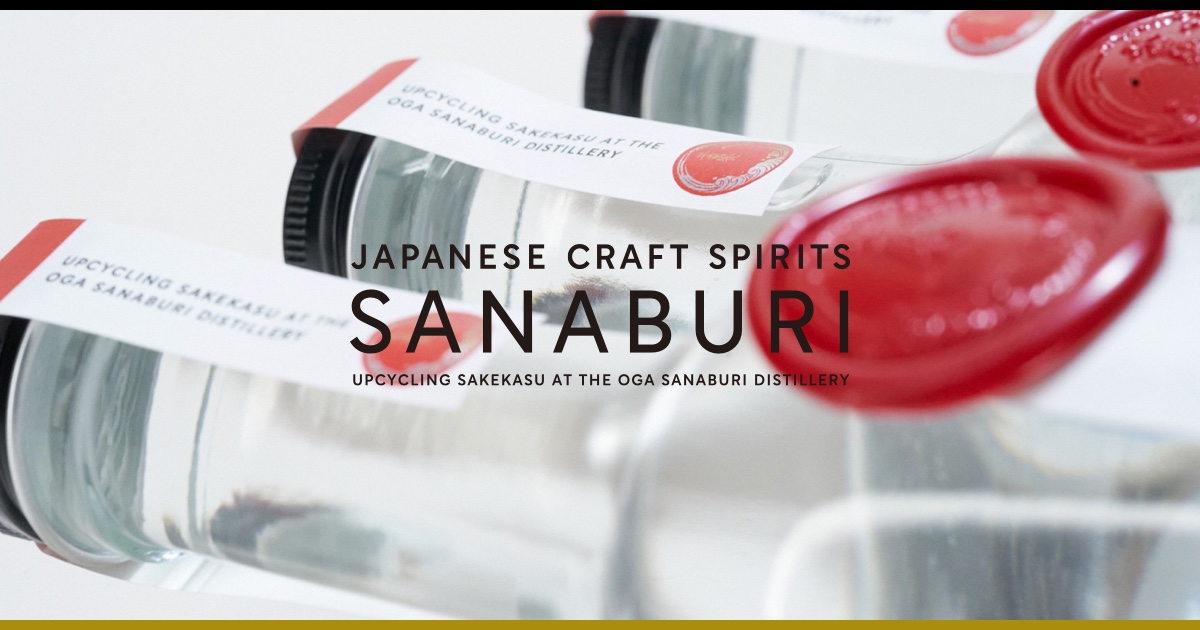 UPCYCLING SAKEKASU AT THE
OGA SANABURI DISTILLERY
UPCYCLING SAKEKASU AT THE
OGA SANABURI DISTILLERY
JAPANESE CRAFT SPIRITS
SANABURI
UPCYCLING SAKEKASU AT THE OGA SANABURI DISTILLERY